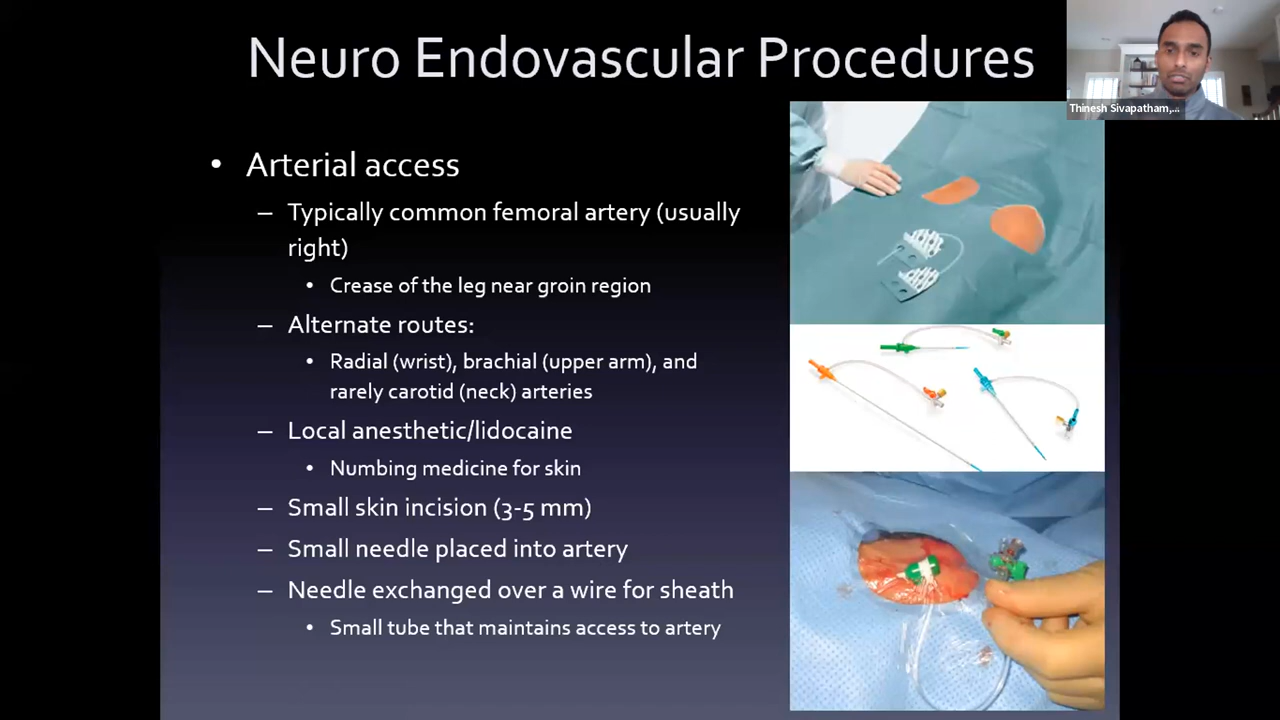 Neuro Endovascular Procedures
Thinesh Sivapatham,...
• Arterial access
– Typically common femoral artery (usually
right)
• Crease of the leg near groin region
– Alternate routes:
• Radial (wrist), brachial (upper arm), and
rarely carotid (neck) arteries
– Local anesthetic/lidocaine
• Numbing medicine for skin
– Small skin incision (3-5 mm)
– Small needle placed into artery
– Needle exchanged over a wire for sheath
• Small tube that maintains access to artery